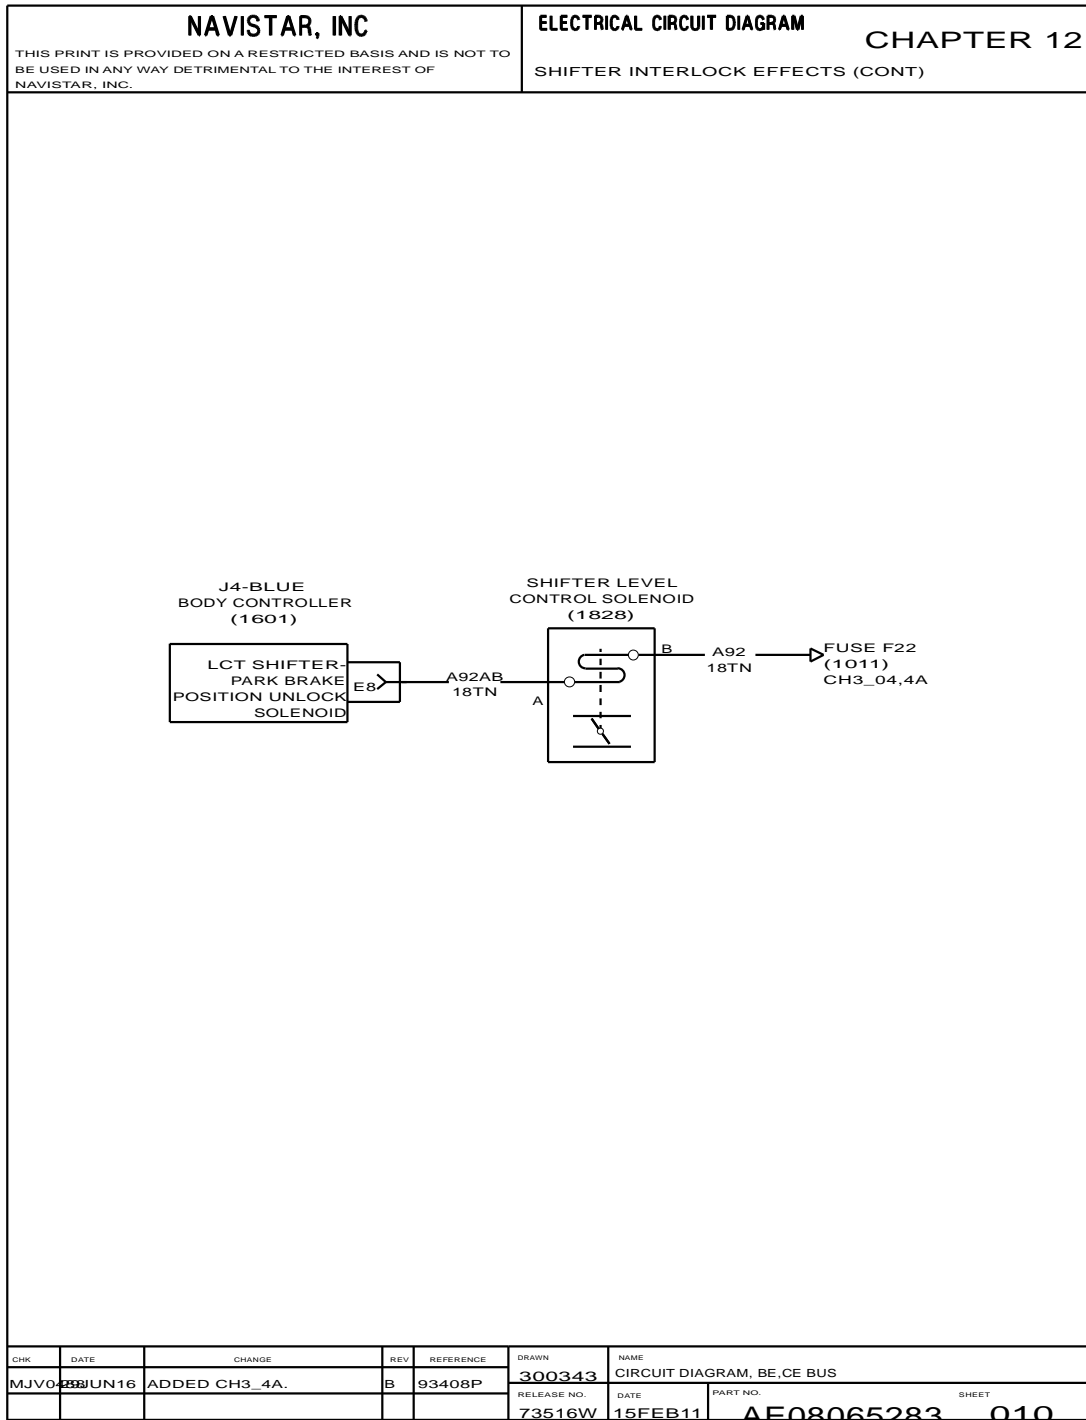 NAVISTAR, INC
THIS PRINT IS PROVIDED ON A RESTRICTED BASIS AND IS NOT TO
BE USED IN ANY WAY DETRIMENTAL TO THE INTEREST OF
NAVISTAR, INC.
ELECTRICAL CIRCUIT DIAGRAM
CHAPTER 12
SHIFTER INTERLOCK EFFECTS (CONT)
J4-BLUE
BODY CONTROLLER
(1601)
LCT SHIFTER-
PARK BRAKE
POSITION UNLOCK
SOLENOID
E8
A92AB
18TN
SHIFTER LEVEL
CONTROL SOLENOID
(1828)
A
B
A92
18TN
FUSE F22
(1011)
CH3_04,4A
CHK DATE CHANGE REV REFERENCE
ADDED CH3_4A. B 93408P
DRAWN
300343
NAME
CIRCUIT DIAGRAM, BE,CE BUS
RELEASE NO.
73516W
DATE
15FEB11
PART NO.
AE08065283
SHEET
010